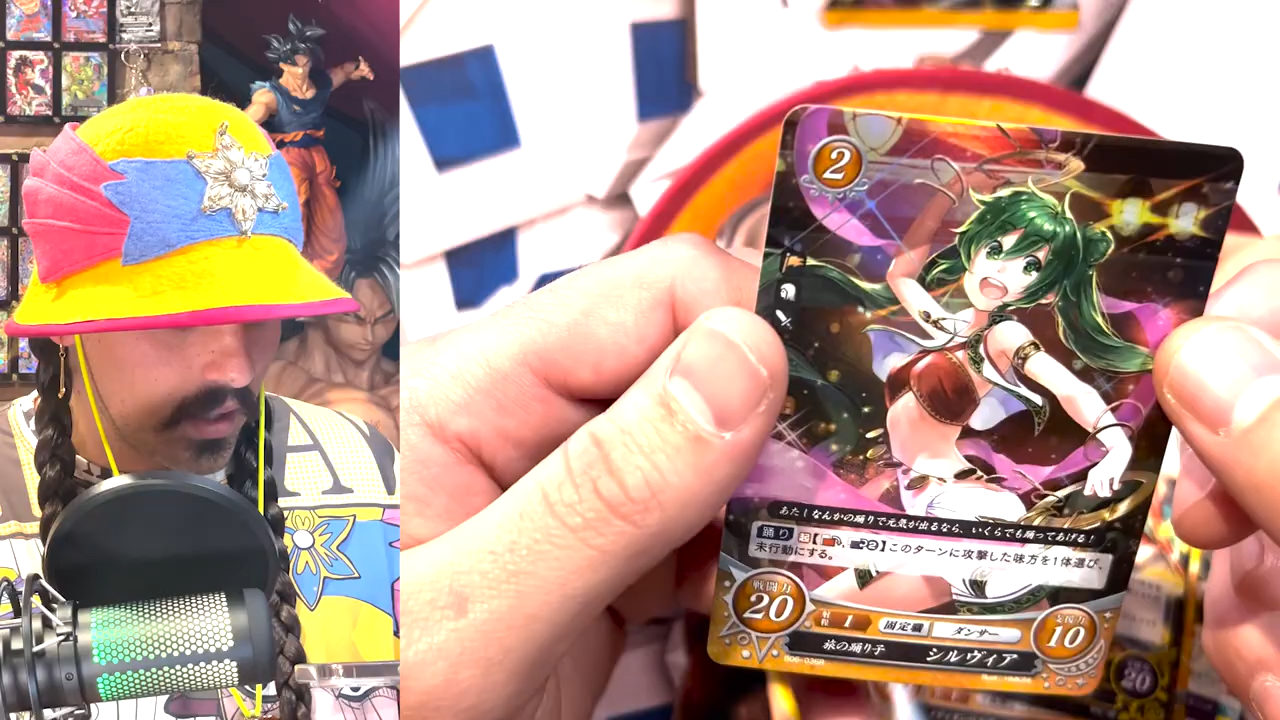 2
あたしなんかの踊りで元気が出るなら、いくらでも踊ってあげる!
踊り 起 【 、 2】このターンに攻撃した味方を1体選び、
未行動にする。
戦闘力
20
射程 1 固定職 ダンサー
支援力
10
旅の踊り子 シルヴィア
B06-036R
A
20